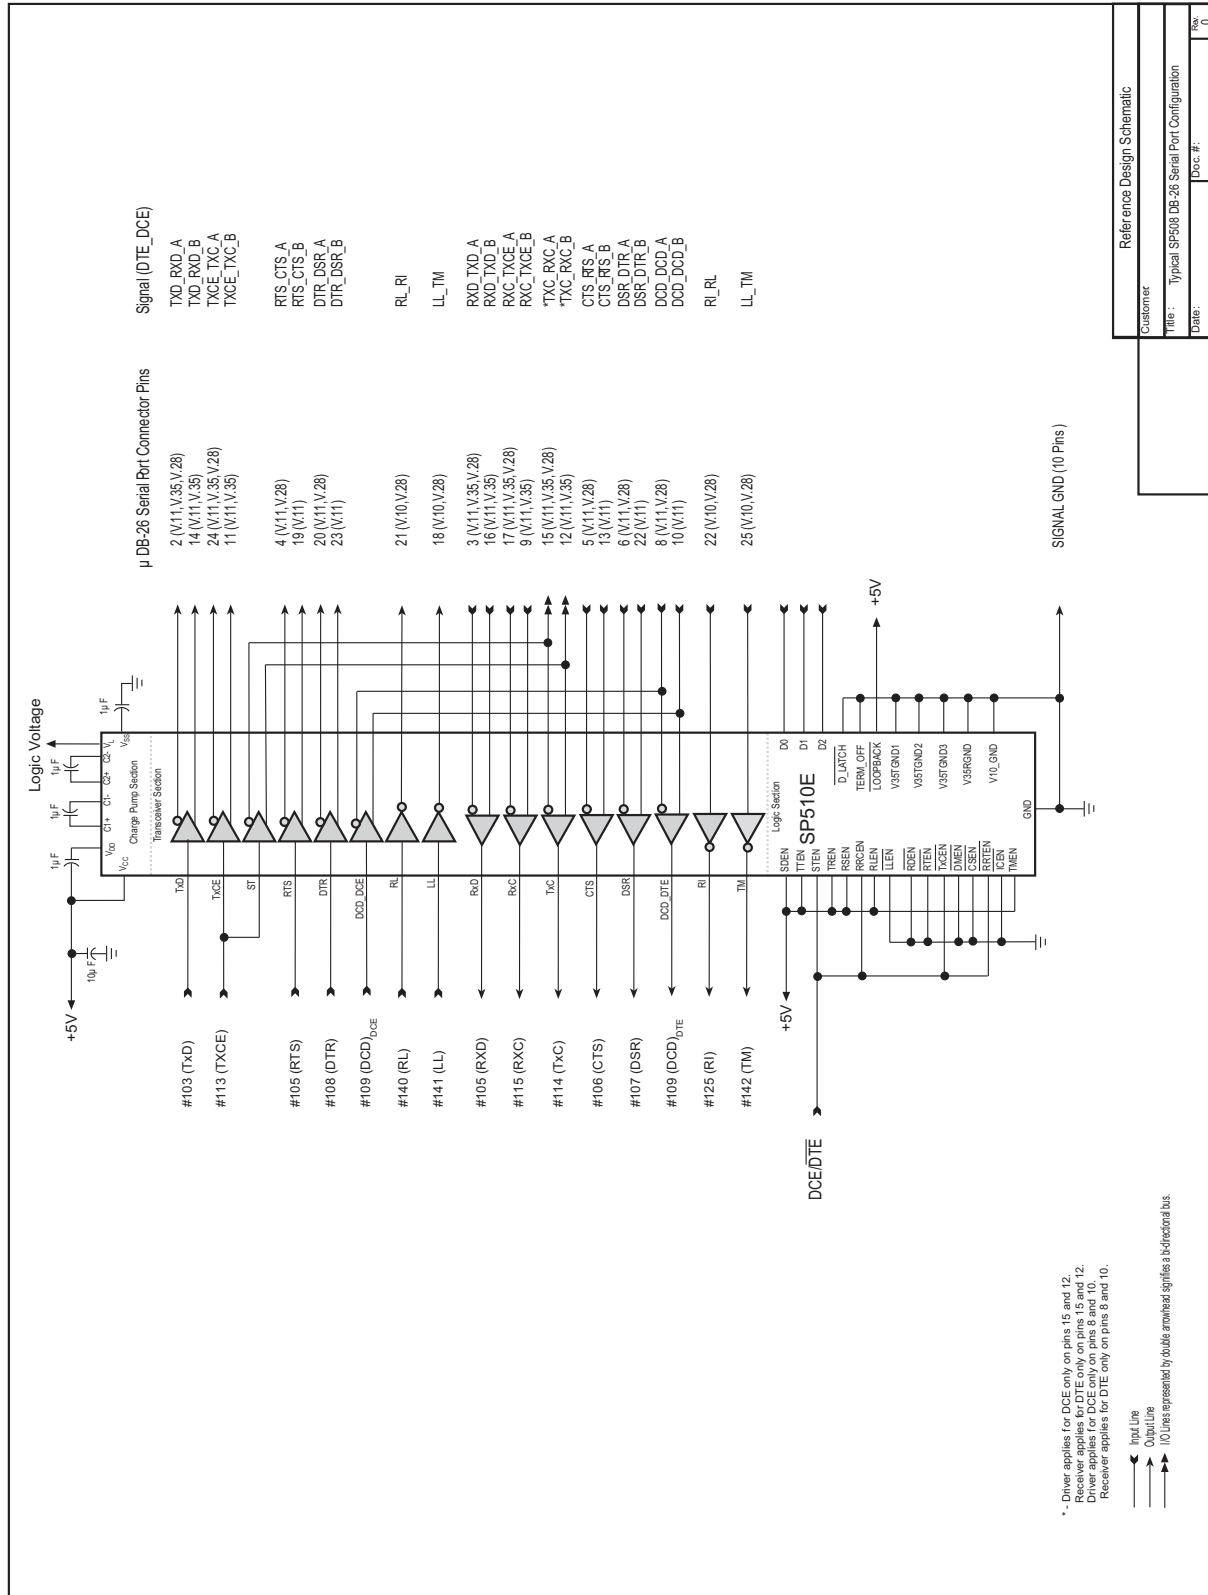 Logic Voltage
µ DB-26 Serial Port Connector Pins
Signal (DTE_DCE)
+5V
10µ F
1µ F
1µ F
1µ F
1µ F
VCC
VDD
C1+
C1-
C2+
C2-
VL
VSS
Charge Pump Section
Transceiver Section
#103 (TxD)
TxD
2 (V.11,V.35,V.28)
TXD_RXD_A
14 (V.11,V.35)
TXD_RXD_B
#113 (TXCE)
TxCE
24 (V.11,V.35,V.28)
TXCE_TXC_A
11 (V.11,V.35)
TXCE_TXC_B
ST
#105 (RTS)
RTS
4 (V.11,V.28)
RTS_CTS_A
19 (V.11)
RTS_CTS_B
#108 (DTR)
DTR
20 (V.11,V.28)
DTR_DSR_A
23 (V.11)
DTR_DSR_B
#109 (DCD)DCE
DCD_DCE
#140 (RL)
RL
21 (V.10,V.28)
RL_RI
#141 (LL)
LL
18 (V.10,V.28)
LL_TM
#105 (RXD)
RxD
3 (V.11,V.35,V.28)
RXD_TXD_A
16 (V.11,V.35)
RXD_TXD_B
#115 (RXC)
RxC
17 (V.11,V.35,V.28)
RXC_TXCE_A
9 (V.11,V.35)
RXC_TXCE_B
#114 (TxC)
TxC
15 (V.11,V.35,V.28)
*TXC_RXC_A
12 (V.11,V.35)
*TXC_RXC_B
#106 (CTS)
CTS
5 (V.11,V.28)
CTS_RTS_A
13 (V.11)
CTS_RTS_B
#107 (DSR)
DSR
6 (V.11,V.28)
DSR_DTR_A
22 (V.11)
DSR_DTR_B
#109 (DCD)DTE
DCD_DTE
8 (V.11,V.28)
DCD_DCD_A
10 (V.11)
DCD_DCD_B
#125 (RI)
RI
22 (V.10,V.28)
RI_RL
#142 (TM)
TM
25 (V.10,V.28)
LL_TM
Logic Section
SP510E
+5V
DCE/DTE
SDEN
TTEN
STEN
TREN
RSEN
RRCEN
RLEN
LLEN
RDEN
RTEN
TxCEN
DMEN
CSEN
RRTEN
ICEN
TMEN
D0
D1
D2
D_LATCH
TERM_OFF
LOOPBACK
V35TGND1
V35TGND2
V35TGND3
V35RGND
V10_GND
GND
+5V
SIGNAL GND (10 Pins )
* - Driver applies for DCE only on pins 15 and 12.
Receiver applies for DTE only on pins 15 and 12.
Driver applies for DCE only on pins 8 and 10.
Receiver applies for DTE only on pins 8 and 10.
Input Line
Output Line
I/O Lines represented by double arrowhead signifies a bi-directional bus.
Reference Design Schematic
Customer
Title : Typical SP508 DB-26 Serial Port Configuration
Date:
Doc. #:
Rev.
0